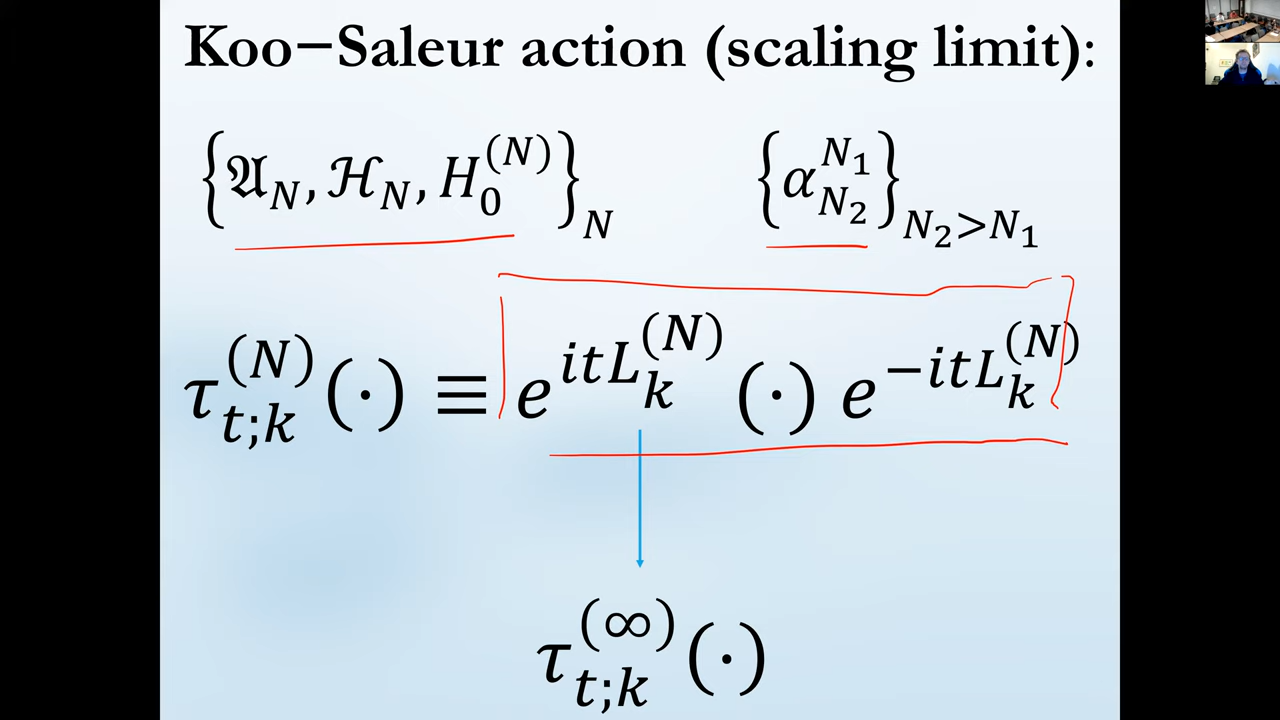 Koo−Saleur action (scaling limit):
{𝔄_N, ℋ_N, H_0^{(N)}}_N {α_{N_2}^{N_1}}_{N_2>N_1}
τ_{t;k}^{(N)}(·) ≡ e^{itL_k^{(N)}} (·) e^{−itL_k^{(N)}}
τ_{t;k}^{(∞)}(·)